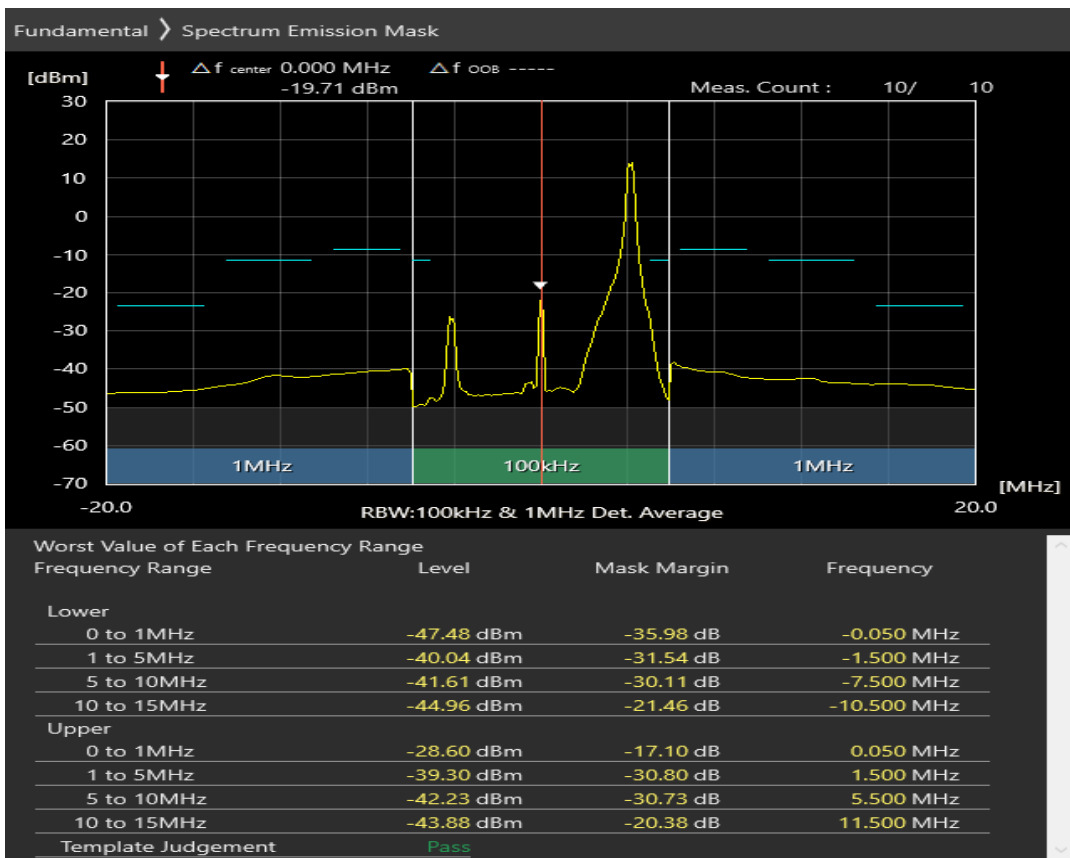 Fundamental ❯ Spectrum Emission Mask
[dBm] △f center 0.000 MHz △f OOB -----
-19.71 dBm Meas. Count : 10/ 10
30
20
10
0
-10
-20
-30
-40
-50
-60
1MHz 100kHz 1MHz
-70 [MHz]
-20.0 RBW:100kHz & 1MHz Det. Average 20.0
Worst Value of Each Frequency Range
Frequency Range Level Mask Margin Frequency
Lower
0 to 1MHz -47.48 dBm -35.98 dB -0.050 MHz
1 to 5MHz -40.04 dBm -31.54 dB -1.500 MHz
5 to 10MHz -41.61 dBm -30.11 dB -7.500 MHz
10 to 15MHz -44.96 dBm -21.46 dB -10.500 MHz
Upper
0 to 1MHz -28.60 dBm -17.10 dB 0.050 MHz
1 to 5MHz -39.30 dBm -30.80 dB 1.500 MHz
5 to 10MHz -42.23 dBm -30.73 dB 5.500 MHz
10 to 15MHz -43.88 dBm -20.38 dB 11.500 MHz
Template Judgement Pass